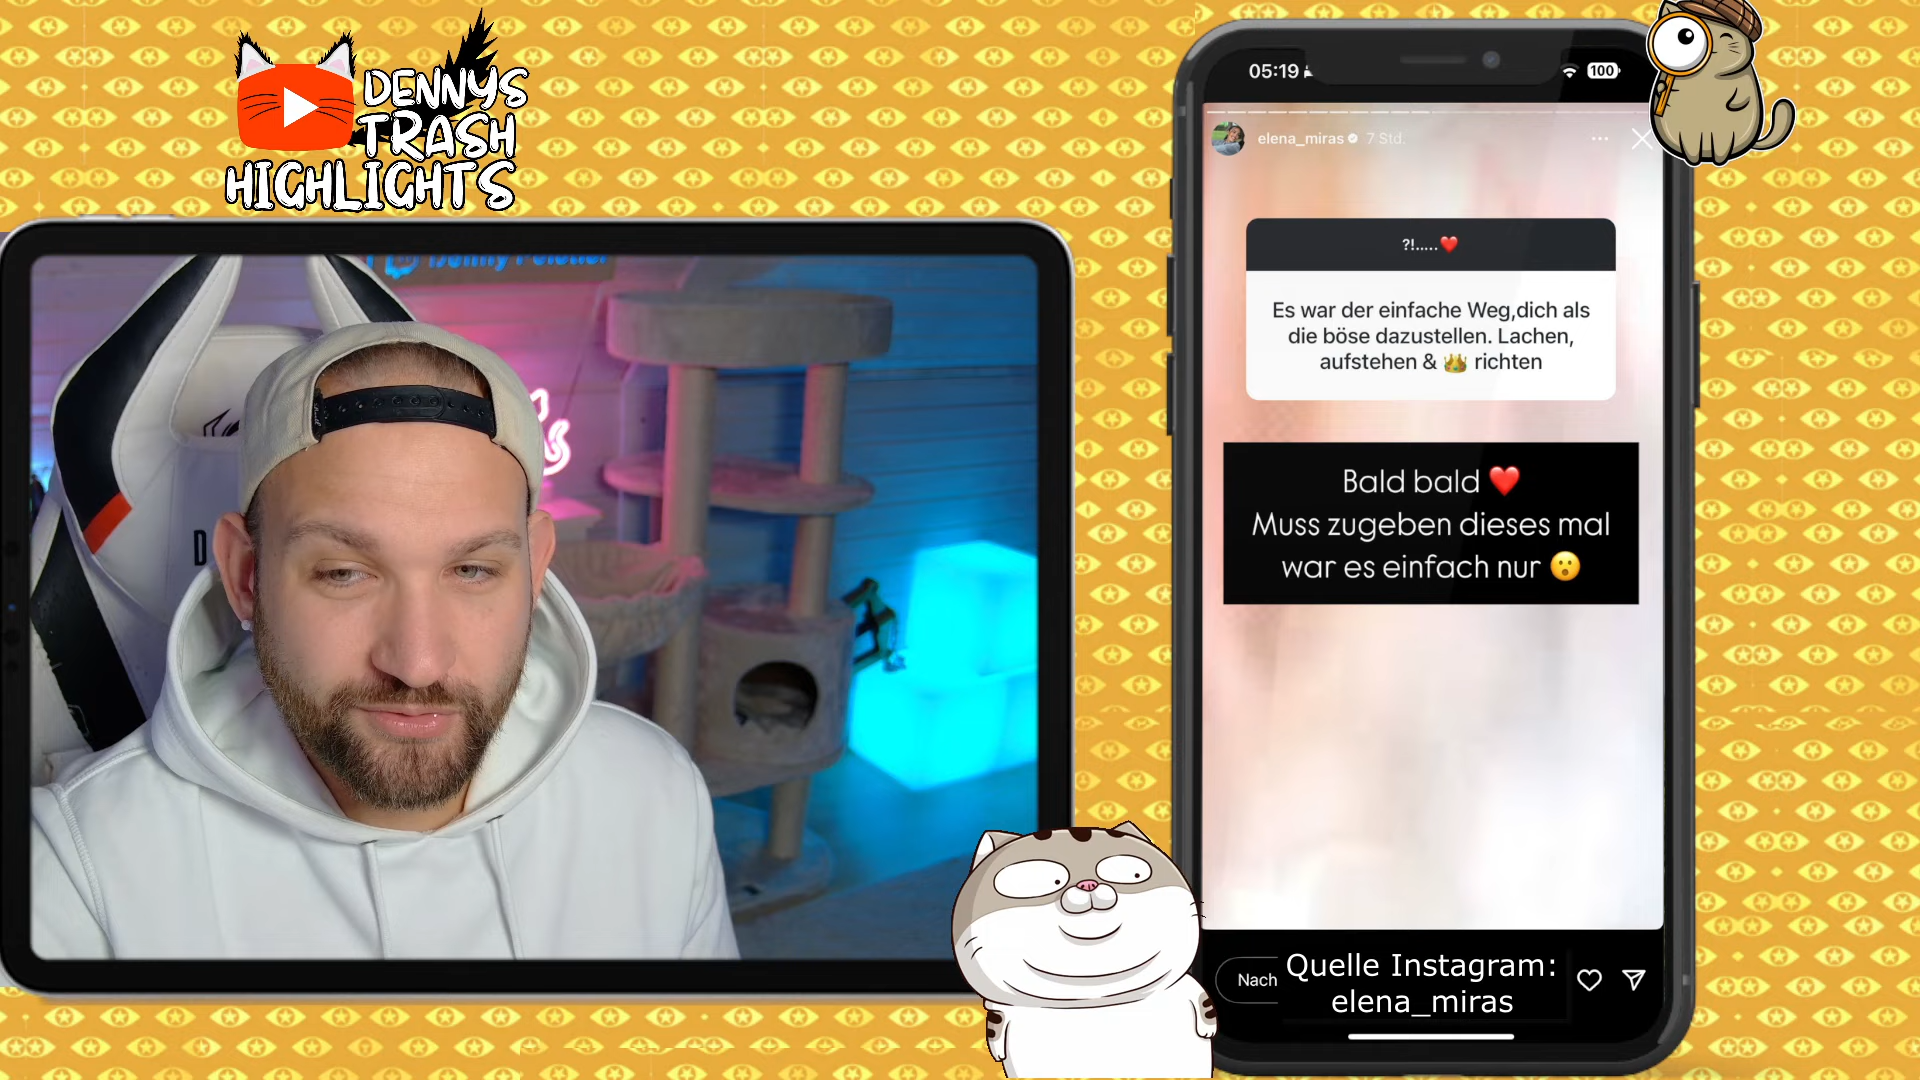 DENNYS
TRASH
HIGHLIGHTS
D
05:19
100
elena_miras 7 Std.
?!.....❤️
Es war der einfache Weg,dich als
die böse dazustellen. Lachen,
aufstehen & 👑 richten
Bald bald ❤️
Muss zugeben dieses mal
war es einfach nur 😮
Nach
Quelle Instagram:
elena_miras